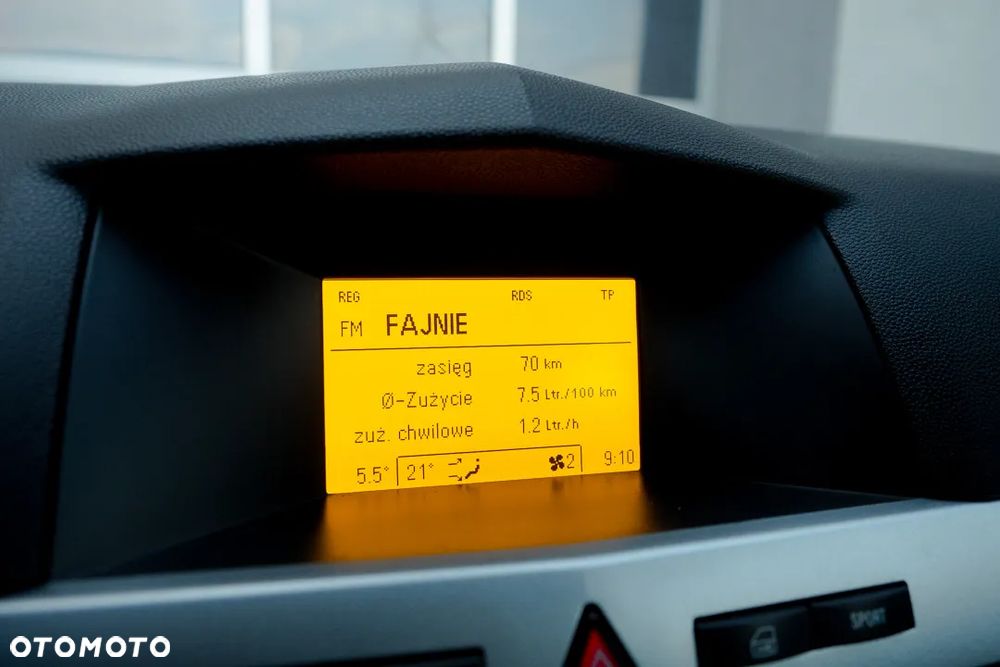 REG RDS TP
FM FAJNIE
zasięg 70 km
Ø-Zużycie 7.5 Ltr./100 km
zuż. chwilowe 1.2 Ltr./h
5.5° 21° 2 9:10
SPORT
OTOMOTO